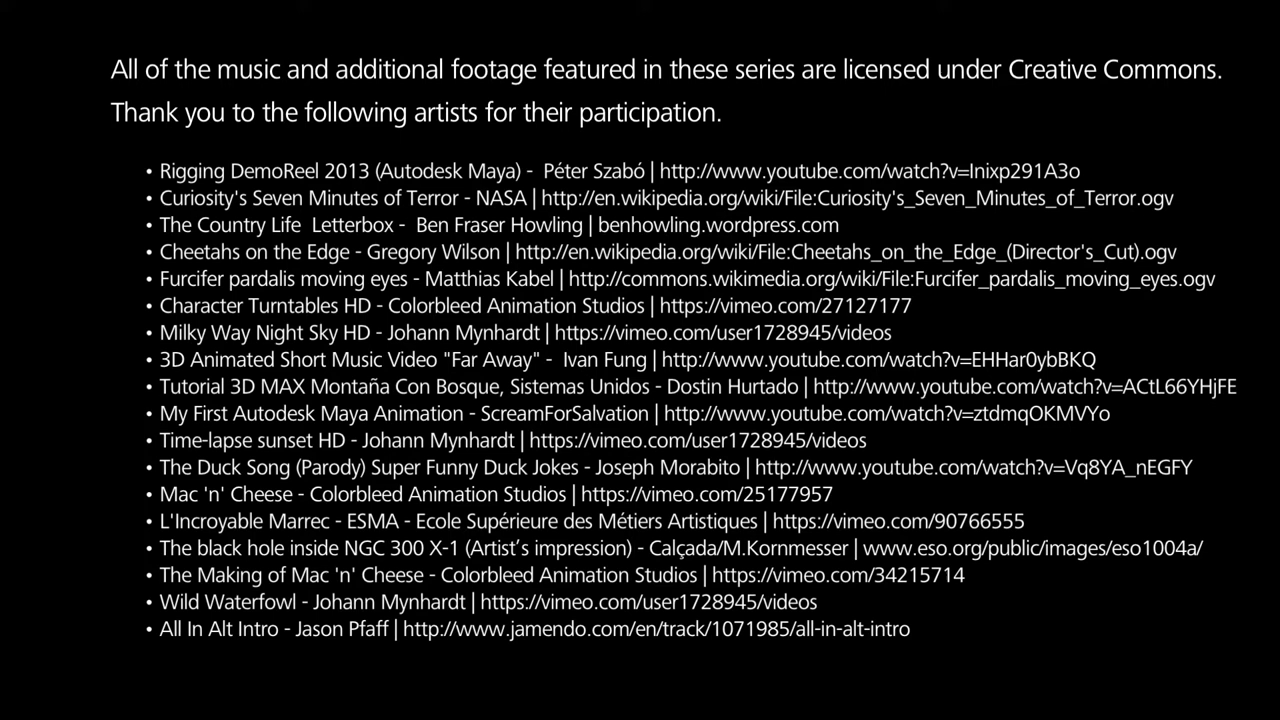 All of the music and additional footage featured in these series are licensed under Creative Commons.
Thank you to the following artists for their participation.
• Rigging DemoReel 2013 (Autodesk Maya) - Péter Szabó | http://www.youtube.com/watch?v=Inixp291A3o
• Curiosity's Seven Minutes of Terror - NASA | http://en.wikipedia.org/wiki/File:Curiosity's_Seven_Minutes_of_Terror.ogv
• The Country Life Letterbox - Ben Fraser Howling | benhowling.wordpress.com
• Cheetahs on the Edge - Gregory Wilson | http://en.wikipedia.org/wiki/File:Cheetahs_on_the_Edge_(Director's_Cut).ogv
• Furcifer pardalis moving eyes - Matthias Kabel | http://commons.wikimedia.org/wiki/File:Furcifer_pardalis_moving_eyes.ogv
• Character Turntables HD - Colorbleed Animation Studios | https://vimeo.com/27127177
• Milky Way Night Sky HD - Johann Mynhardt | https://vimeo.com/user1728945/videos
• 3D Animated Short Music Video "Far Away" - Ivan Fung | http://www.youtube.com/watch?v=EHHar0ybBKQ
• Tutorial 3D MAX Montaña Con Bosque, Sistemas Unidos - Dostin Hurtado | http://www.youtube.com/watch?v=ACtL66YHjFE
• My First Autodesk Maya Animation - ScreamForSalvation | http://www.youtube.com/watch?v=ztdmqOKMVYo
• Time-lapse sunset HD - Johann Mynhardt | https://vimeo.com/user1728945/videos
• The Duck Song (Parody) Super Funny Duck Jokes - Joseph Morabito | http://www.youtube.com/watch?v=Vq8YA_nEGFY
• Mac 'n' Cheese - Colorbleed Animation Studios | https://vimeo.com/25177957
• L'Incroyable Marrec - ESMA - Ecole Supérieure des Métiers Artistiques | https://vimeo.com/90766555
• The black hole inside NGC 300 X-1 (Artist’s impression) - Calçada/M.Kornmesser | www.eso.org/public/images/eso1004a/
• The Making of Mac 'n' Cheese - Colorbleed Animation Studios | https://vimeo.com/34215714
• Wild Waterfowl - Johann Mynhardt | https://vimeo.com/user1728945/videos
• All In Alt Intro - Jason Pfaff | http://www.jamendo.com/en/track/1071985/all-in-alt-intro